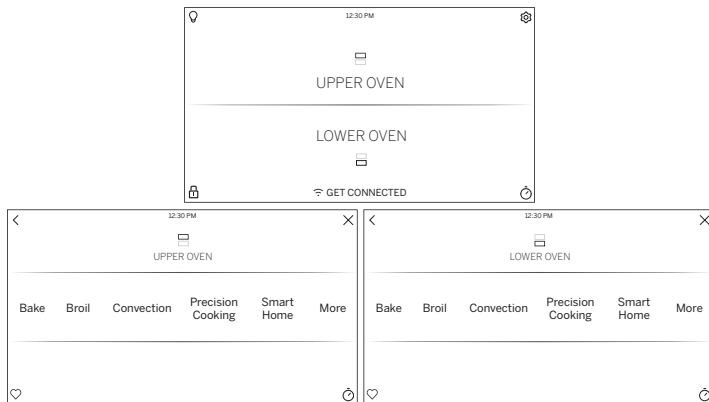 12:30 PM
UPPER OVEN
LOWER OVEN
GET CONNECTED
12:30 PM
UPPER OVEN
Bake Broil Convection Precision Cooking Smart Home More
12:30 PM
LOWER OVEN
Bake Broil Convection Precision Cooking Smart Home More